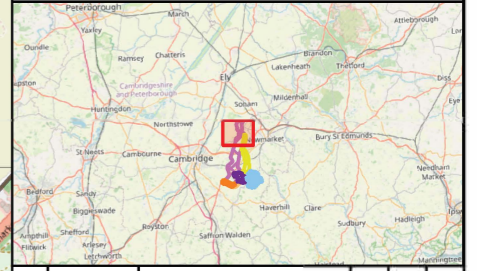 Peterborough
March
Attleborough
Yaxley
Oundle
Chatteris
Ramsey
Brandon
Lakenheath
Thetford
Ely
Diss
Cambridgeshire
and Peterborough
Soham
Mildenhall
Eye
Huntingdon
Northstowe
Bury St Edmunds
St Neots
Cambourne
Cambridge
Needham
Market
Bedford
Sandy
Haverhill
Clare
Biggleswade
Sudbury
Hadleigh
Royston
Shefford
Ampthill
Arlesey
Saffron Walden
Flitwick
Letchworth
Manningtree